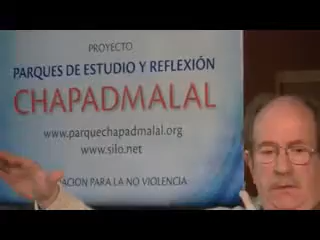 PROYECTO
PARQUES DE ESTUDIO Y REFLEXIÓN
CHAPADMALAL
www.parquechapadmalal.org
www.silo.net
PARA LA NO VIOLENCIA